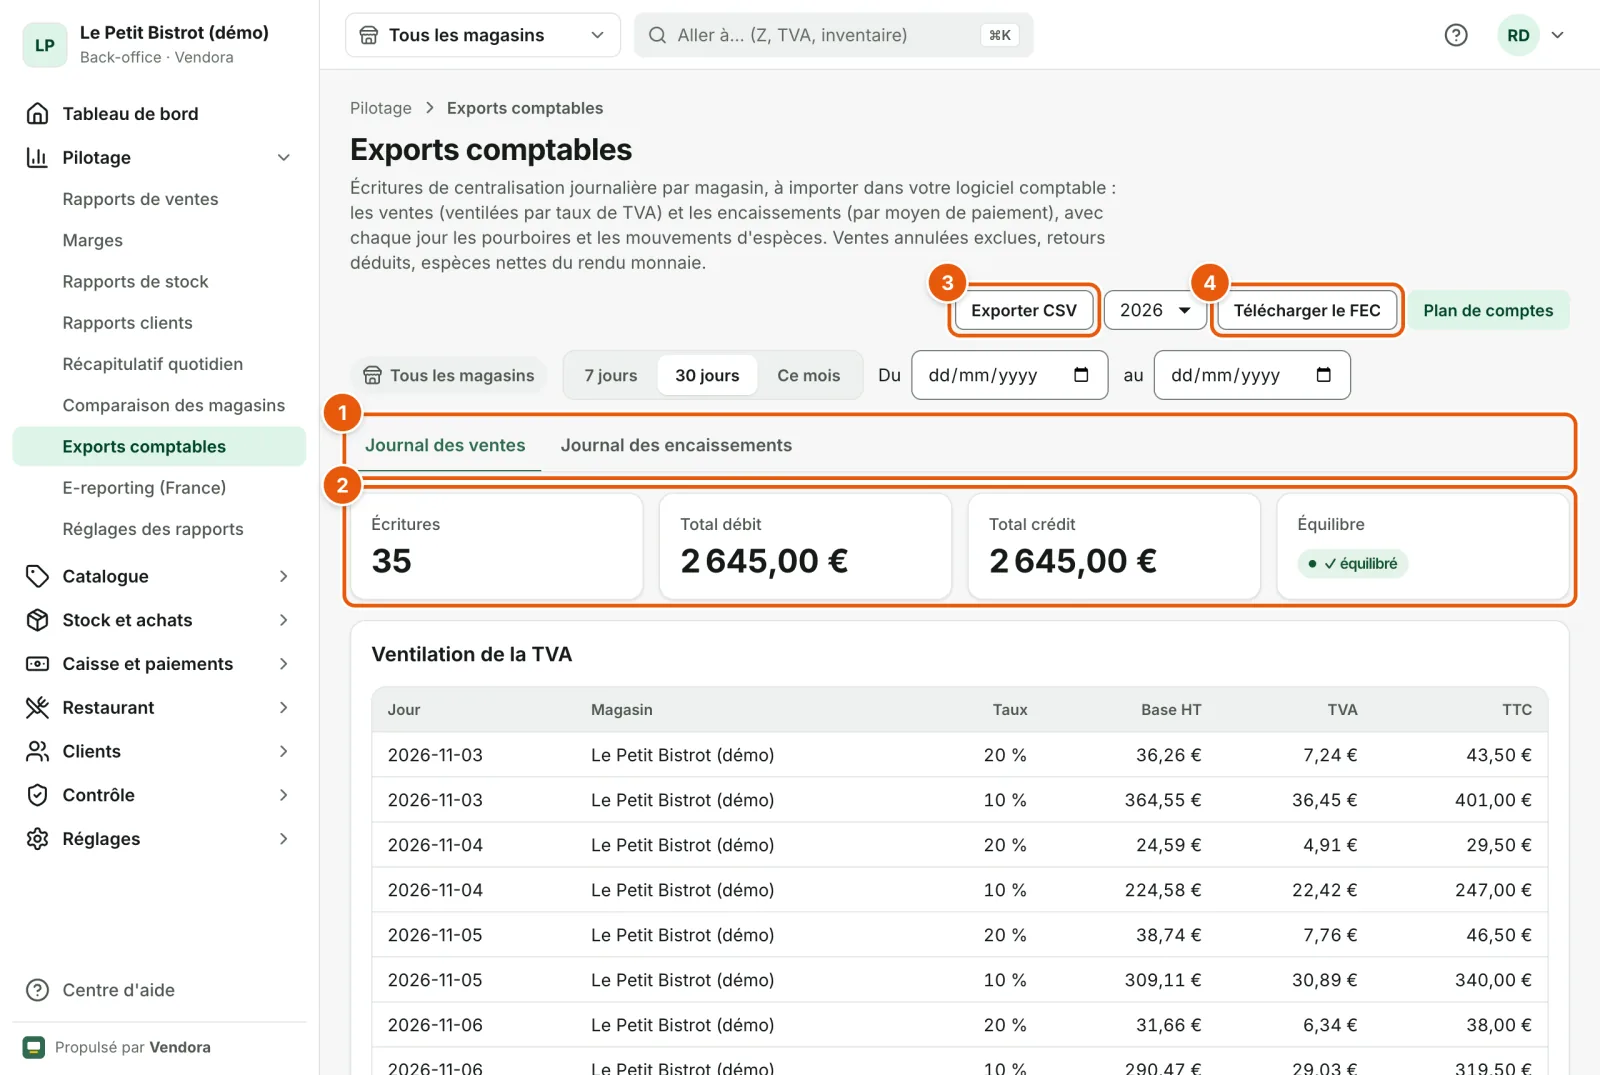 LP
Le Petit Bistrot (démo)
Back-office · Vendora
Tous les magasins
Aller à... (Z, TVA, inventaire)
⌘K
RD
Tableau de bord
Pilotage
Rapports de ventes
Marges
Rapports de stock
Rapports clients
Récapitulatif quotidien
Comparaison des magasins
Exports comptables
E-reporting (France)
Réglages des rapports
Catalogue
Stock et achats
Caisse et paiements
Restaurant
Clients
Contrôle
Réglages
Centre d'aide
Propulsé par Vendora
Pilotage > Exports comptables
Exports comptables
Écritures de centralisation journalière par magasin, à importer dans votre logiciel comptable :
les ventes (ventilées par taux de TVA) et les encaissements (par moyen de paiement), avec
chaque jour les pourboires et les mouvements d'espèces. Ventes annulées exclues, retours
déduits, espèces nettes du rendu monnaie.
3 Exporter CSV 2026 4 Télécharger le FEC Plan de comptes
Tous les magasins 7 jours 30 jours Ce mois Du dd/mm/yyyy au dd/mm/yyyy
1
Journal des ventes Journal des encaissements
2
Écritures Total débit Total crédit Équilibre
35 2 645,00 € 2 645,00 € ✓ équilibré
Ventilation de la TVA
Jour Magasin Taux Base HT TVA TTC
2026-11-03 Le Petit Bistrot (démo) 20 % 36,26 € 7,24 € 43,50 €
2026-11-03 Le Petit Bistrot (démo) 10 % 364,55 € 36,45 € 401,00 €
2026-11-04 Le Petit Bistrot (démo) 20 % 24,59 € 4,91 € 29,50 €
2026-11-04 Le Petit Bistrot (démo) 10 % 224,58 € 22,42 € 247,00 €
2026-11-05 Le Petit Bistrot (démo) 20 % 38,74 € 7,76 € 46,50 €
2026-11-05 Le Petit Bistrot (démo) 10 % 309,11 € 30,89 € 340,00 €
2026-11-06 Le Petit Bistrot (démo) 20 % 31,66 € 6,34 € 38,00 €
2026-11-06 Le Petit Bistrot (démo) 10 % 290,47 € 29,03 € 319,50 €